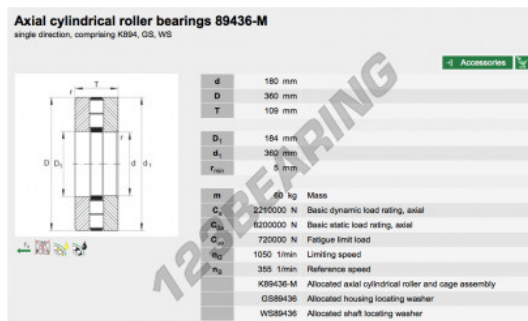 Axial cylindrical roller bearings 89436-M
single direction, comprising K894, GS, WS
Accessories
T
r
r
D D1 d d1
d 180 mm
D 360 mm
T 109 mm
D1 184 mm
d1 360 mm
rmin 5 mm
m 60 kg Mass
Ca 2210000 N Basic dynamic load rating, axial
C0a 8200000 N Basic static load rating, axial
Cua 720000 N Fatigue limit load
nG 1050 1/min Limiting speed
nB 355 1/min Reference speed
K89436-M Allocated axial cylindrical roller and cage assembly
GS89436 Allocated housing locating washer
WS89436 Allocated shaft locating washer
123BEARING